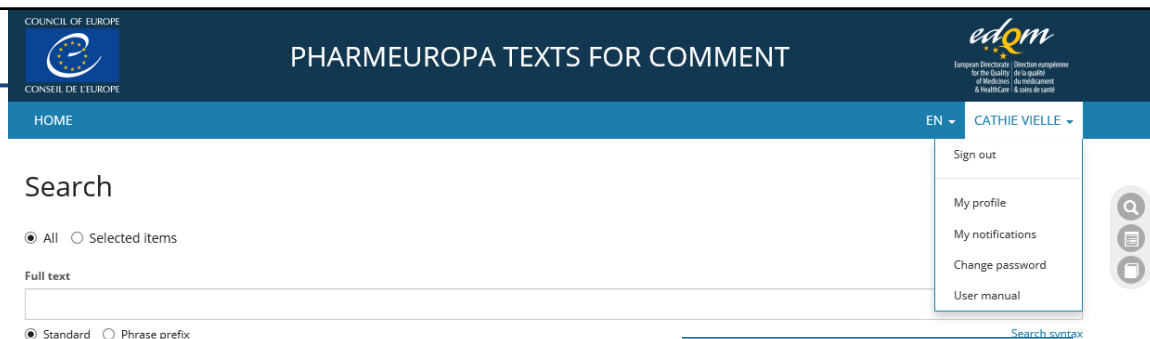 COUNCIL OF EUROPE
CONSEIL DE L'EUROPE
PHARMEUROPA TEXTS FOR COMMENT
edQm
European Directorate | Direction européenne
for the Quality | de la qualité
of Medicines | du médicament
& HealthCare | & soins de santé
HOME
EN
CATHIE VIELLE
Sign out
My profile
My notifications
Change password
User manual
Search
All
Selected items
Full text
Standard
Phrase prefix
Search syntax